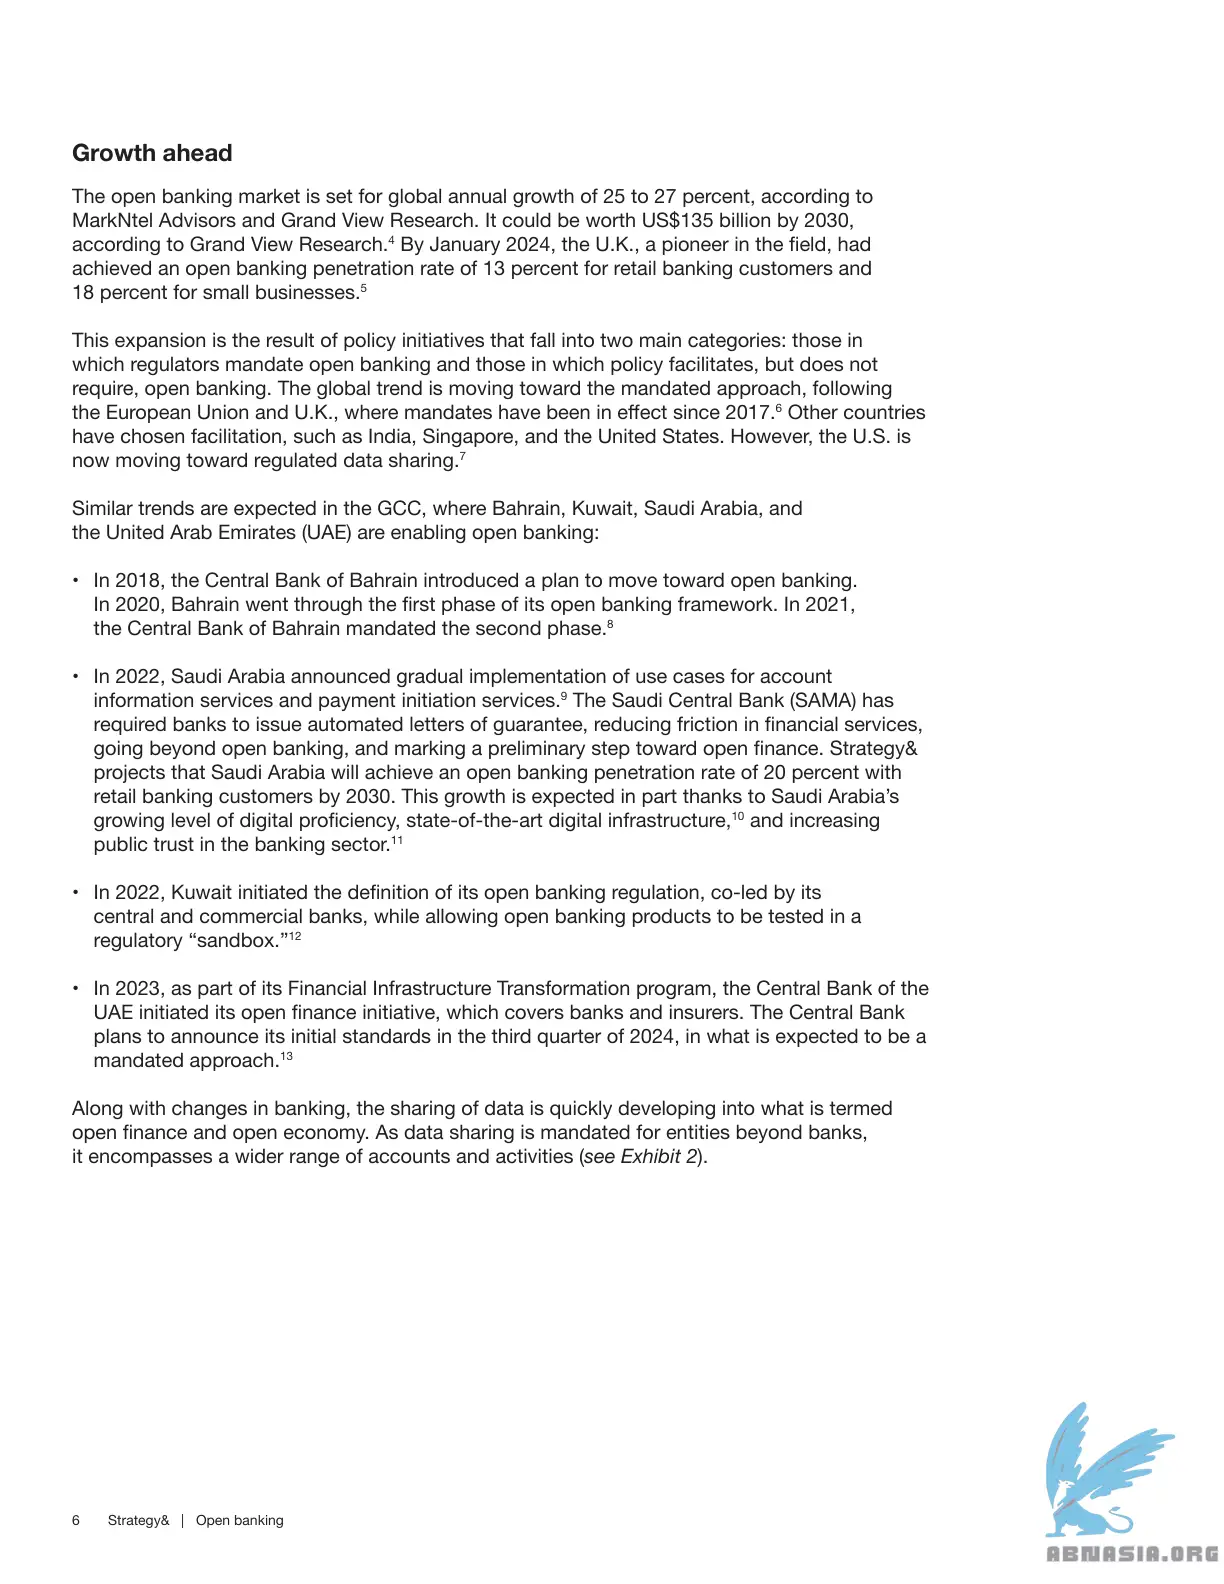 Growth ahead
The open banking market is set for global annual growth of 25 to 27 percent, according to
MarkNtel Advisors and Grand View Research. It could be worth US$135 billion by 2030,
according to Grand View Research.4 By January 2024, the U.K., a pioneer in the field, had
achieved an open banking penetration rate of 13 percent for retail banking customers and
18 percent for small businesses.5
This expansion is the result of policy initiatives that fall into two main categories: those in
which regulators mandate open banking and those in which policy facilitates, but does not
require, open banking. The global trend is moving toward the mandated approach, following
the European Union and U.K., where mandates have been in effect since 2017.6 Other countries
have chosen facilitation, such as India, Singapore, and the United States. However, the U.S. is
now moving toward regulated data sharing.7
Similar trends are expected in the GCC, where Bahrain, Kuwait, Saudi Arabia, and
the United Arab Emirates (UAE) are enabling open banking:
• In 2018, the Central Bank of Bahrain introduced a plan to move toward open banking.
In 2020, Bahrain went through the first phase of its open banking framework. In 2021,
the Central Bank of Bahrain mandated the second phase.8
• In 2022, Saudi Arabia announced gradual implementation of use cases for account
information services and payment initiation services.9 The Saudi Central Bank (SAMA) has
required banks to issue automated letters of guarantee, reducing friction in financial services,
going beyond open banking, and marking a preliminary step toward open finance. Strategy&
projects that Saudi Arabia will achieve an open banking penetration rate of 20 percent with
retail banking customers by 2030. This growth is expected in part thanks to Saudi Arabia’s
growing level of digital proficiency, state-of-the-art digital infrastructure,10 and increasing
public trust in the banking sector.11
• In 2022, Kuwait initiated the definition of its open banking regulation, co-led by its
central and commercial banks, while allowing open banking products to be tested in a
regulatory “sandbox.”12
• In 2023, as part of its Financial Infrastructure Transformation program, the Central Bank of the
UAE initiated its open finance initiative, which covers banks and insurers. The Central Bank
plans to announce its initial standards in the third quarter of 2024, in what is expected to be a
mandated approach.13
Along with changes in banking, the sharing of data is quickly developing into what is termed
open finance and open economy. As data sharing is mandated for entities beyond banks,
it encompasses a wider range of accounts and activities (see Exhibit 2).
6 Strategy& | Open banking
ABNASIA.ORG